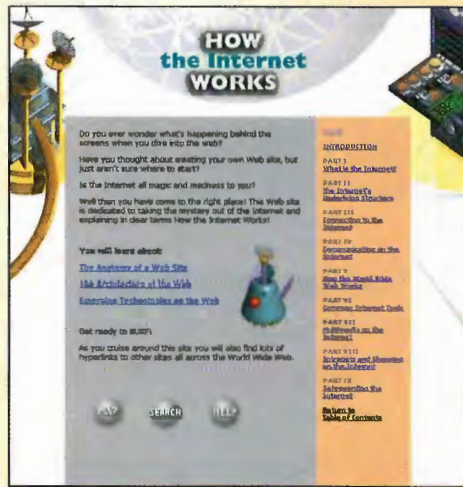 HOW
the Internet
WORKS
Do you ever wonder what's happening behind the
screens when you dive into the web?
Have you thought about creating your own Web site, but
just aren't sure where to start?
Is the Internet all magic and madness to you?
Well then you have come to the right place! This Web site
is dedicated to taking the mystery out of the Internet and
explaining in clear terms How the Internet Works!
You will learn about:
The Anatomy of a Web Site
The Architecture of the Web
Emerging Technologies on the Web
Get ready to SURF!
As you cruise around this site you will also find lots of
hyperlinks to other sites all across the World Wide Web.
MAP
SEARCH
HELP
INTRODUCTION
PART I
What is the Internet?
PART II
The Internet's
Underlying Structure
PART III
Connecting to the
Internet
PART IV
Communicating on the
Internet
PART V
How the World Wide
Web Works
PART VI
Common Internet Tools
PART VII
Multimedia on the
Internet
PART VIII
Intranets and Shopping
on the Internet
PART IX
Safeguarding the
Internet
Return to
Table of Contents